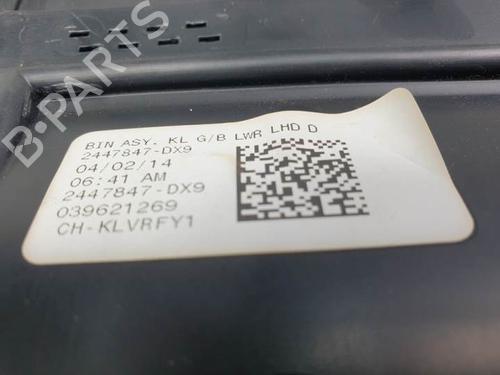 B-PARTS
BIN ASY- KL G/B LWR LHD D
2447847-DX9
04/02/14
06:41 AM
2447847-DX9
039621269
CH-KLVRFY1